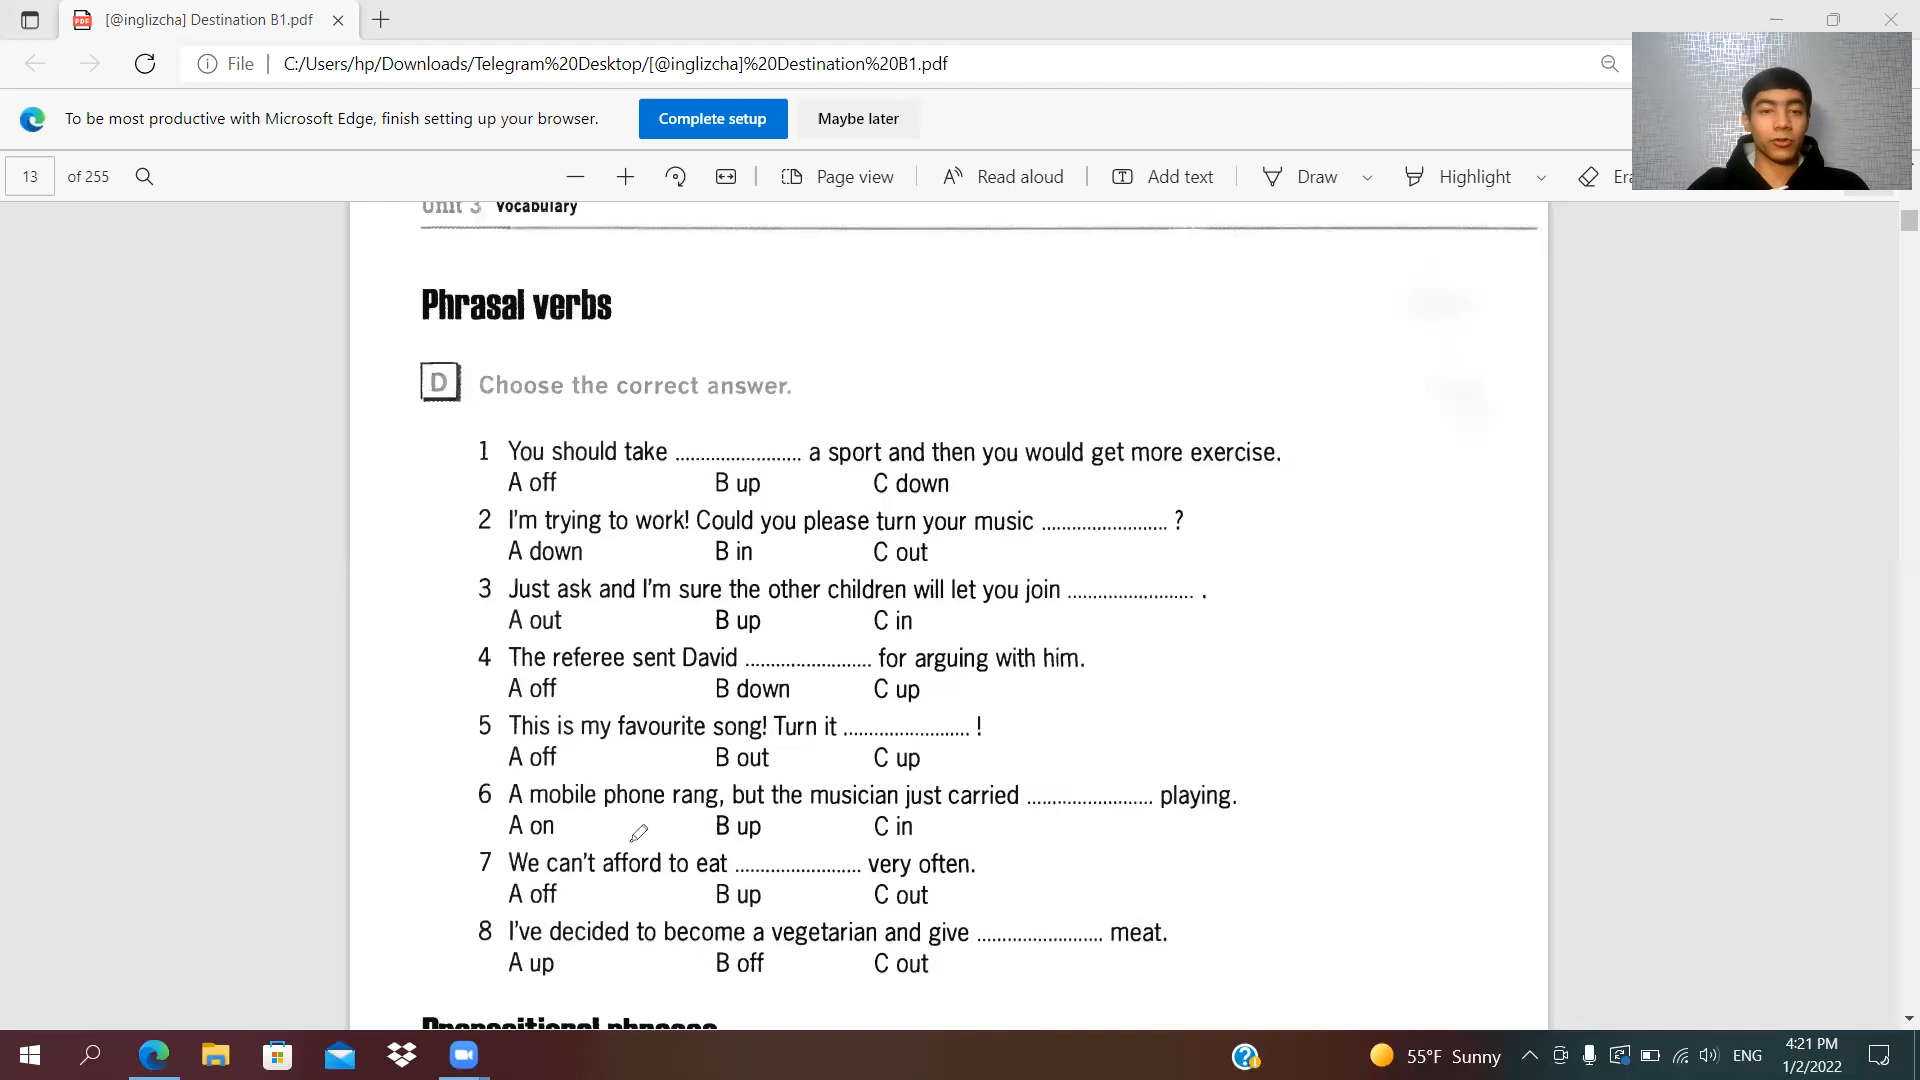 [@inglizcha] Destination B1.pdf
File C:/Users/hp/Downloads/Telegram%20Desktop/[@inglizcha]%20Destination%20B1.pdf
To be most productive with Microsoft Edge, finish setting up your browser. Complete setup Maybe later
13 of 255 Page view Read aloud Add text Draw Highlight Era
Unit 3 Vocabulary
Phrasal verbs
D Choose the correct answer.
1 You should take ......................... a sport and then you would get more exercise.
A off B up C down
2 I'm trying to work! Could you please turn your music ......................... ?
A down B in C out
3 Just ask and I'm sure the other children will let you join ......................... .
A out B up C in
4 The referee sent David ......................... for arguing with him.
A off B down C up
5 This is my favourite song! Turn it ......................... !
A off B out C up
6 A mobile phone rang, but the musician just carried ......................... playing.
A on B up C in
7 We can't afford to eat ......................... very often.
A off B up C out
8 I've decided to become a vegetarian and give ......................... meat.
A up B off C out
Prepositional phrases
55°F Sunny ENG 4:21 PM
1/2/2022